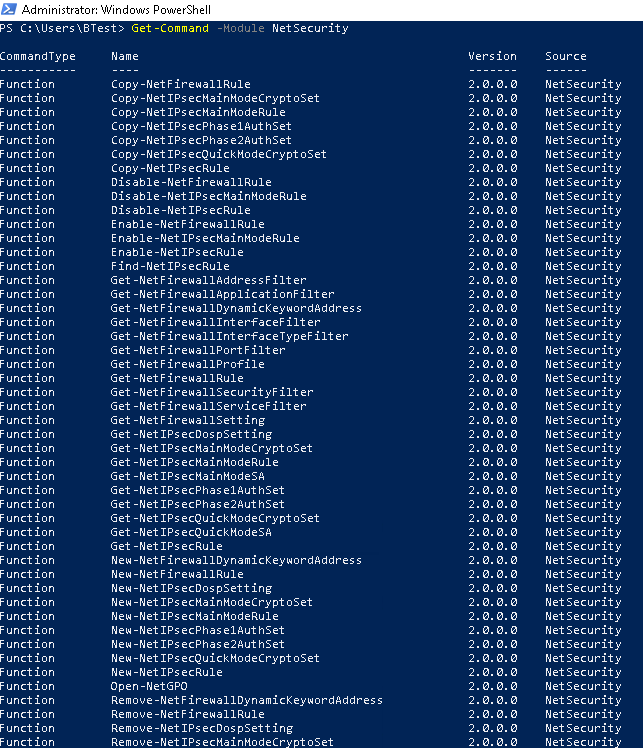 Administrator: Windows PowerShell
PS C:\Users\BTest> Get-Command -Module NetSecurity
CommandType Name Version Source
----------- ---- ------- ------
Function Copy-NetFirewallRule 2.0.0.0 NetSecurity
Function Copy-NetIPsecMainModeCryptoSet 2.0.0.0 NetSecurity
Function Copy-NetIPsecMainModeRule 2.0.0.0 NetSecurity
Function Copy-NetIPsecPhase1AuthSet 2.0.0.0 NetSecurity
Function Copy-NetIPsecPhase2AuthSet 2.0.0.0 NetSecurity
Function Copy-NetIPsecQuickModeCryptoSet 2.0.0.0 NetSecurity
Function Copy-NetIPsecRule 2.0.0.0 NetSecurity
Function Disable-NetFirewallRule 2.0.0.0 NetSecurity
Function Disable-NetIPsecMainModeRule 2.0.0.0 NetSecurity
Function Disable-NetIPsecRule 2.0.0.0 NetSecurity
Function Enable-NetFirewallRule 2.0.0.0 NetSecurity
Function Enable-NetIPsecMainModeRule 2.0.0.0 NetSecurity
Function Enable-NetIPsecRule 2.0.0.0 NetSecurity
Function Find-NetIPsecRule 2.0.0.0 NetSecurity
Function Get-NetFirewallAddressFilter 2.0.0.0 NetSecurity
Function Get-NetFirewallApplicationFilter 2.0.0.0 NetSecurity
Function Get-NetFirewallDynamicKeywordAddress 2.0.0.0 NetSecurity
Function Get-NetFirewallInterfaceFilter 2.0.0.0 NetSecurity
Function Get-NetFirewallInterfaceTypeFilter 2.0.0.0 NetSecurity
Function Get-NetFirewallPortFilter 2.0.0.0 NetSecurity
Function Get-NetFirewallProfile 2.0.0.0 NetSecurity
Function Get-NetFirewallRule 2.0.0.0 NetSecurity
Function Get-NetFirewallSecurityFilter 2.0.0.0 NetSecurity
Function Get-NetFirewallServiceFilter 2.0.0.0 NetSecurity
Function Get-NetFirewallSetting 2.0.0.0 NetSecurity
Function Get-NetIPsecDospSetting 2.0.0.0 NetSecurity
Function Get-NetIPsecMainModeCryptoSet 2.0.0.0 NetSecurity
Function Get-NetIPsecMainModeRule 2.0.0.0 NetSecurity
Function Get-NetIPsecMainModeSA 2.0.0.0 NetSecurity
Function Get-NetIPsecPhase1AuthSet 2.0.0.0 NetSecurity
Function Get-NetIPsecPhase2AuthSet 2.0.0.0 NetSecurity
Function Get-NetIPsecQuickModeCryptoSet 2.0.0.0 NetSecurity
Function Get-NetIPsecQuickModeSA 2.0.0.0 NetSecurity
Function Get-NetIPsecRule 2.0.0.0 NetSecurity
Function New-NetFirewallDynamicKeywordAddress 2.0.0.0 NetSecurity
Function New-NetFirewallRule 2.0.0.0 NetSecurity
Function New-NetIPsecDospSetting 2.0.0.0 NetSecurity
Function New-NetIPsecMainModeCryptoSet 2.0.0.0 NetSecurity
Function New-NetIPsecMainModeRule 2.0.0.0 NetSecurity
Function New-NetIPsecPhase1AuthSet 2.0.0.0 NetSecurity
Function New-NetIPsecPhase2AuthSet 2.0.0.0 NetSecurity
Function New-NetIPsecQuickModeCryptoSet 2.0.0.0 NetSecurity
Function New-NetIPsecRule 2.0.0.0 NetSecurity
Function Open-NetGPO 2.0.0.0 NetSecurity
Function Remove-NetFirewallDynamicKeywordAddress 2.0.0.0 NetSecurity
Function Remove-NetFirewallRule 2.0.0.0 NetSecurity
Function Remove-NetIPsecDospSetting 2.0.0.0 NetSecurity
Function Remove-NetIPsecMainModeCryptoSet 2.0.0.0 NetSecurity